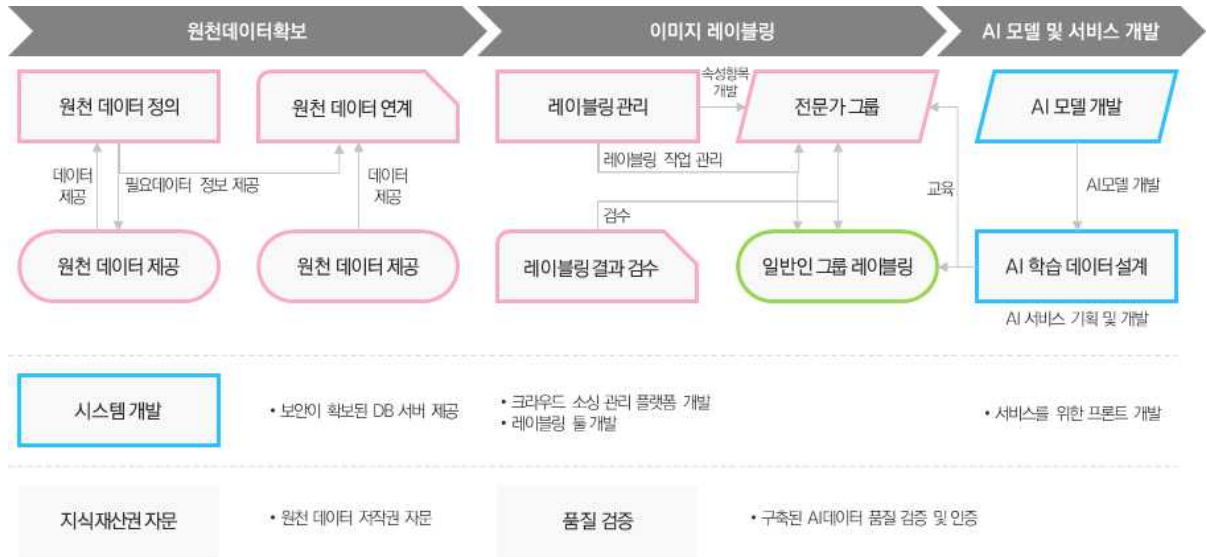 원천데이터확보
이미지 레이블링
AI 모델 및 서비스 개발
원천 데이터 정의
원천 데이터 연계
레이블링 관리
속성항목
개발
전문가 그룹
AI 모델 개발
데이터
제공
필요데이터 정보 제공
데이터
제공
레이블링 작업 관리
검수
교육
AI모델 개발
원천 데이터 제공
원천 데이터 제공
레이블링 결과 검수
일반인 그룹 레이블링
AI 학습 데이터 설계
AI 서비스 기획 및 개발
시스템 개발
• 보안이 확보된 DB 서버 제공
• 크라우드 소싱 관리 플랫폼 개발
• 레이블링 툴 개발
• 서비스를 위한 프론트 개발
지식재산권 자문
• 원천 데이터 저작권 자문
품질 검증
• 구축된 AI데이터 품질 검증 및 인증